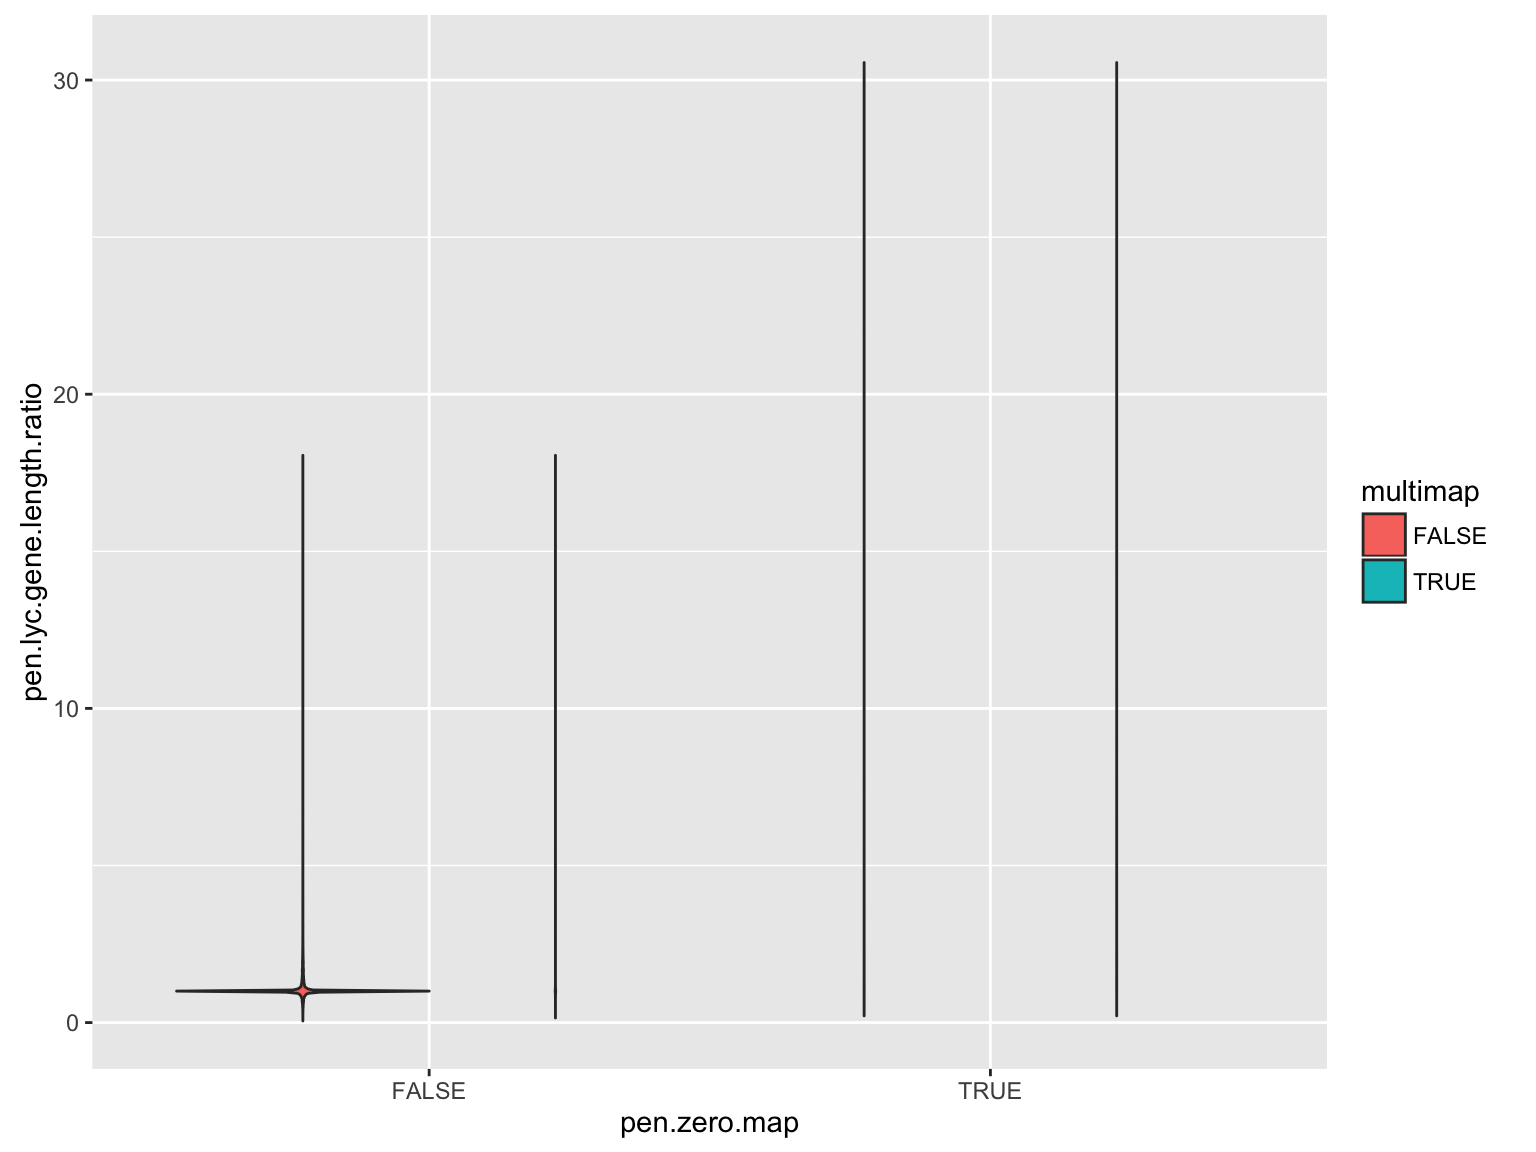 pen.lyc.gene.length.ratio
30
20
10
0
FALSE
TRUE
pen.zero.map
multimap
FALSE
TRUE